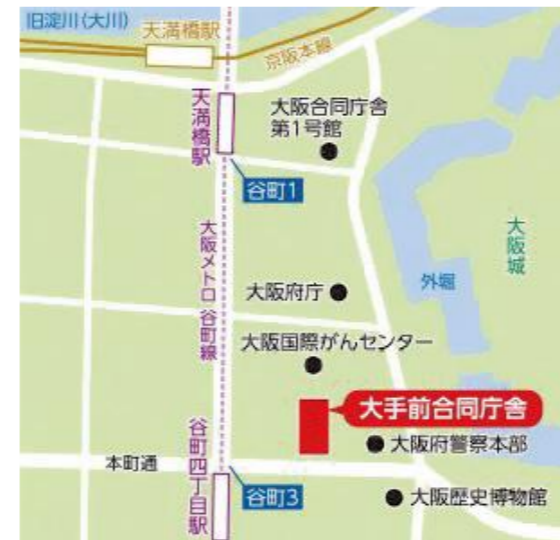 旧淀川(大川)
天満橋駅
京阪本線
天満橋駅
大阪合同庁舎
第1号館
谷町1
大阪メトロ 谷町線
大阪城
外堀
大阪府庁
大阪国際がんセンター
大手前合同庁舎
谷町四丁目駅
大阪府警察本部
本町通
谷町3
大阪歴史博物館